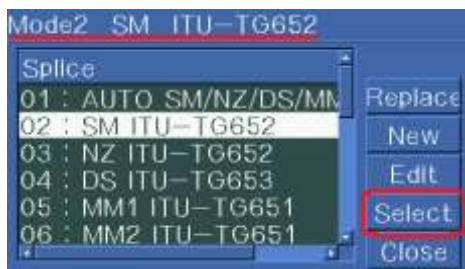 Mode2 SM ITU-TG652
Splice
01 : AUTO SM/NZ/DS/MM
02 : SM ITU-TG652
03 : NZ ITU-TG652
04 : DS ITU-TG653
05 : MM1 ITU-TG651
06 : MM2 ITU-TG651
Replace
New
Edit
Select
Close